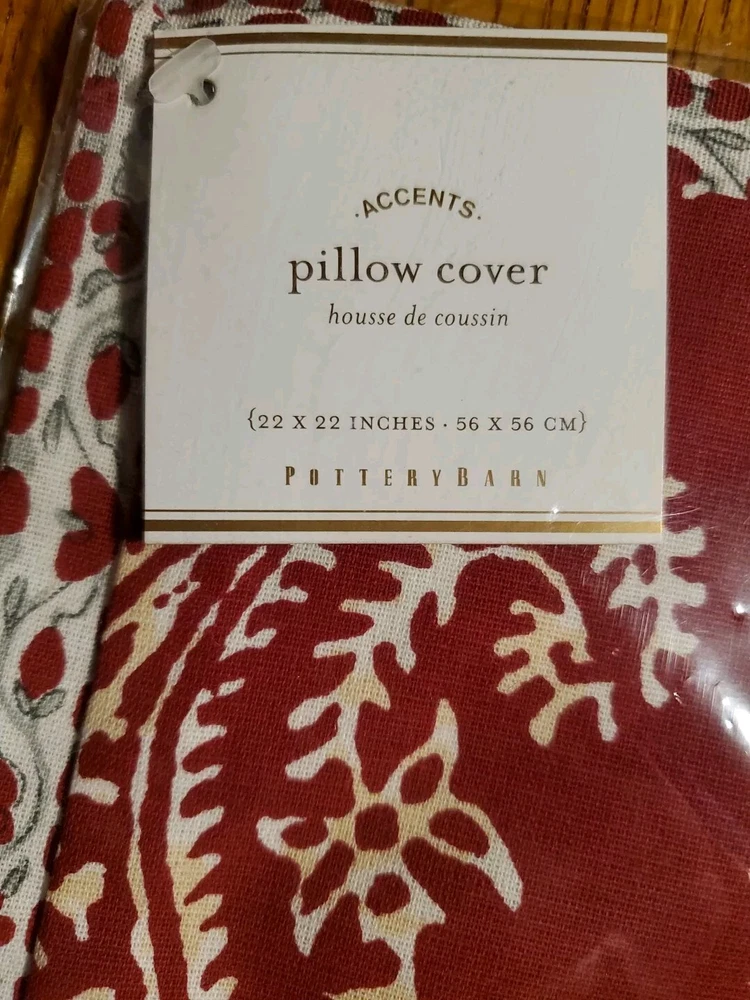 ·ACCENTS·
pillow cover
housse de coussin
{22 X 22 INCHES · 56 X 56 CM}
POTTERYBARN